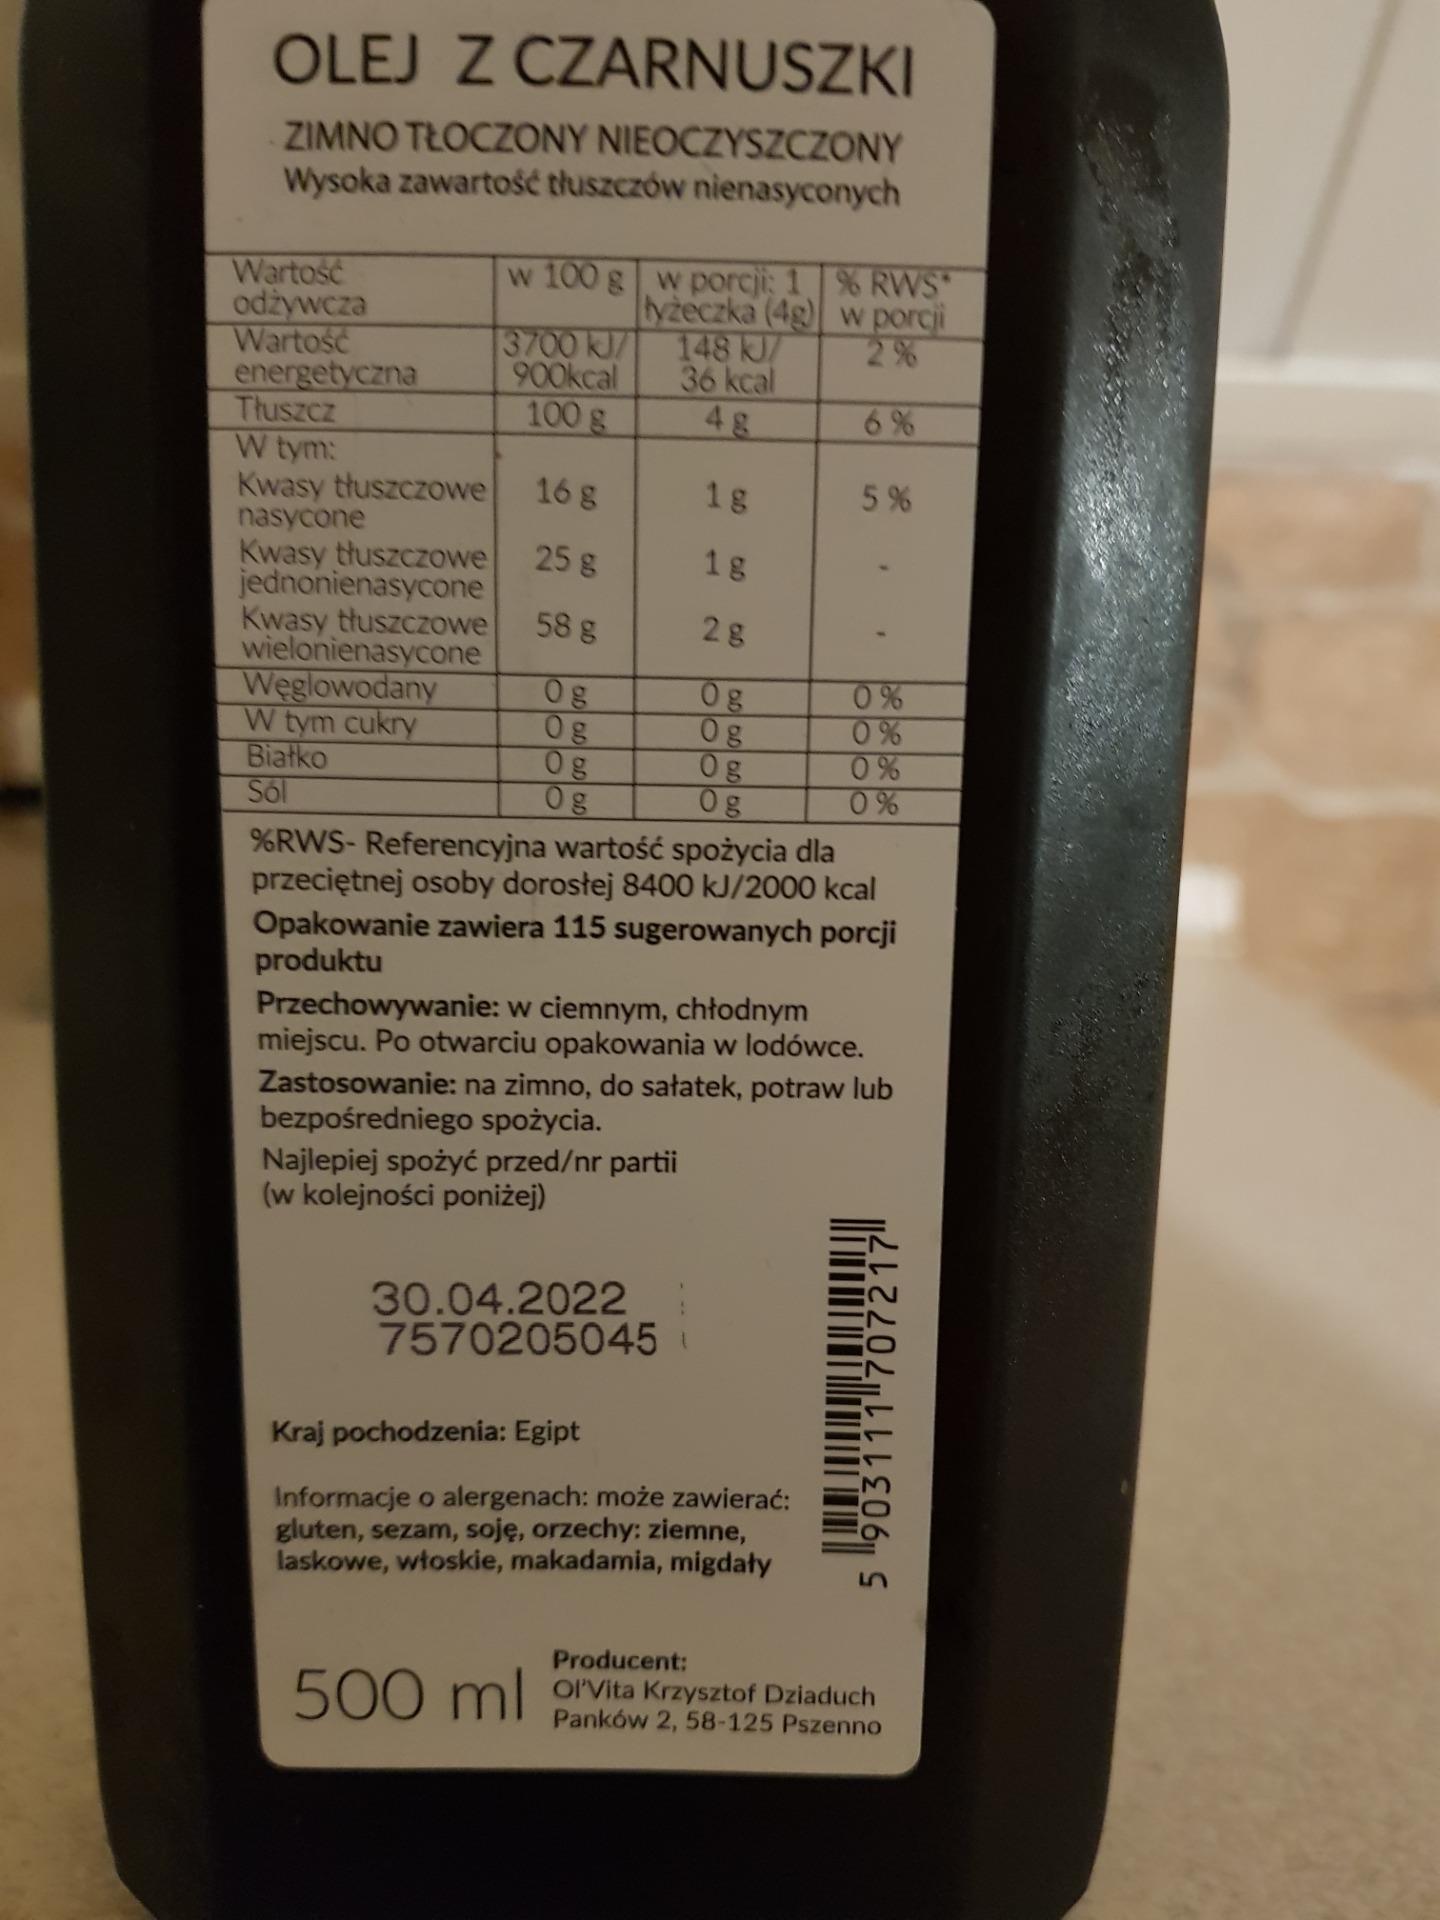 OLEJ Z CZARNUSZKI
ZIMNO TŁOCZONY NIEOCZYSZCZONY
Wysoka zawartość tłuszczów nienasyconych
Wartość odżywcza w 100 g w porcji: 1 łyżeczka (4g) % RWS* w porcji
Wartość energetyczna 3700 kJ/ 900kcal 148 kJ/ 36 kcal 2 %
Tłuszcz 100 g 4 g 6 %
W tym:
Kwasy tłuszczowe nasycone 16 g 1 g 5 %
Kwasy tłuszczowe jednonienasycone 25 g 1 g -
Kwasy tłuszczowe wielonienasycone 58 g 2 g -
Węglowodany 0 g 0 g 0 %
W tym cukry 0 g 0 g 0 %
Białko 0 g 0 g 0 %
Sól 0 g 0 g 0 %
%RWS- Referencyjna wartość spożycia dla
przeciętnej osoby dorosłej 8400 kJ/2000 kcal
Opakowanie zawiera 115 sugerowanych porcji
produktu
Przechowywanie: w ciemnym, chłodnym
miejscu. Po otwarciu opakowania w lodówce.
Zastosowanie: na zimno, do sałatek, potraw lub
bezpośredniego spożycia.
Najlepiej spożyć przed/nr partii
(w kolejności poniżej)
30.04.2022
7570205045
Kraj pochodzenia: Egipt
Informacje o alergenach: może zawierać:
gluten, sezam, soję, orzechy: ziemne,
laskowe, włoskie, makadamia, migdały
5 903111 707217
500 ml
Producent:
Ol'Vita Krzysztof Dziaduch
Panków 2, 58-125 Pszenno